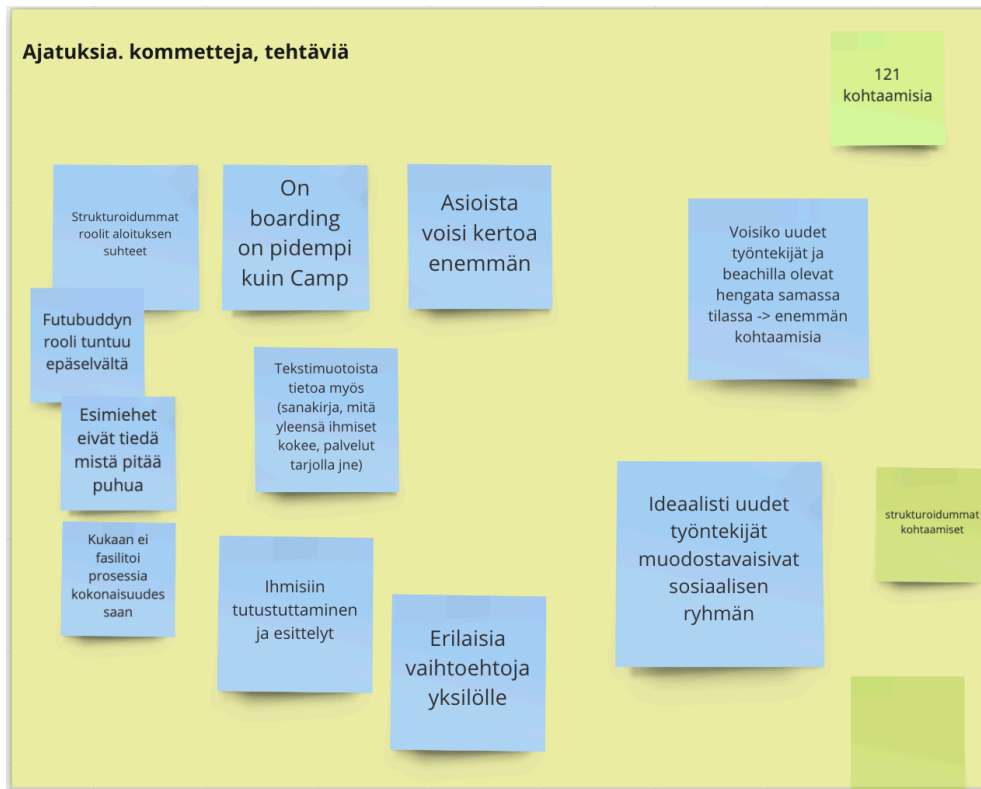 Ajatuksia. kommetteja, tehtäviä
121
kohtaamisia
Strukturoidummat
roolit aloituksen
suhteet
On
boarding
on pidempi
kuin Camp
Asioista
voisi kertoa
enemmän
Voisiko uudet
työntekijät ja
beachilla olevat
hengata samassa
tilassa -> enemmän
kohtaamisia
Futubuddyn
rooli tuntuu
epäselvältä
Tekstimuotoista
tietoa myös
(sanakirja, mitä
yleensä ihmiset
kokee, palvelut
tarjolla jne)
Esimiehet
eivät tiedä
mistä pitää
puhua
Kukaan ei
fasilitoi
prosessia
kokonaisuudes
saan
Ihmisiin
tutustuttaminen
ja esittelyt
Erilaisia
vaihtoehtoja
yksilölle
Ideaalisti uudet
työntekijät
muodostavaisivat
sosiaalisen
ryhmän
strukturoidummat
kohtaamiset